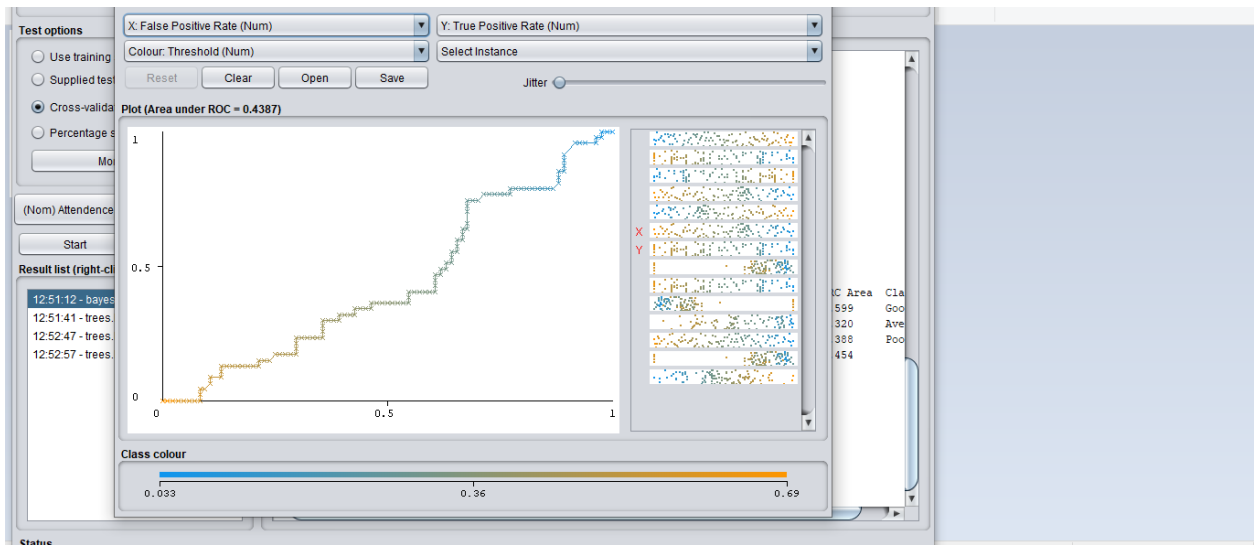 Test options
Use training
Supplied test
Cross-valida
Percentage s
Mo
(Nom) Attendence
Start
Result list (right-cli
12:51:12 - bayes
12:51:41 - trees.
12:52:47 - trees.
12:52:57 - trees.
X: False Positive Rate (Num)
Y: True Positive Rate (Num)
Colour: Threshold (Num)
Select Instance
Reset
Clear
Open
Save
Jitter
Plot (Area under ROC = 0.4387)
1
0.5
0
0
0.5
1
X
Y
Class colour
0.033
0.36
0.69
RC Area Cla
599 Goo
320 Ave
388 Poo
454
Status